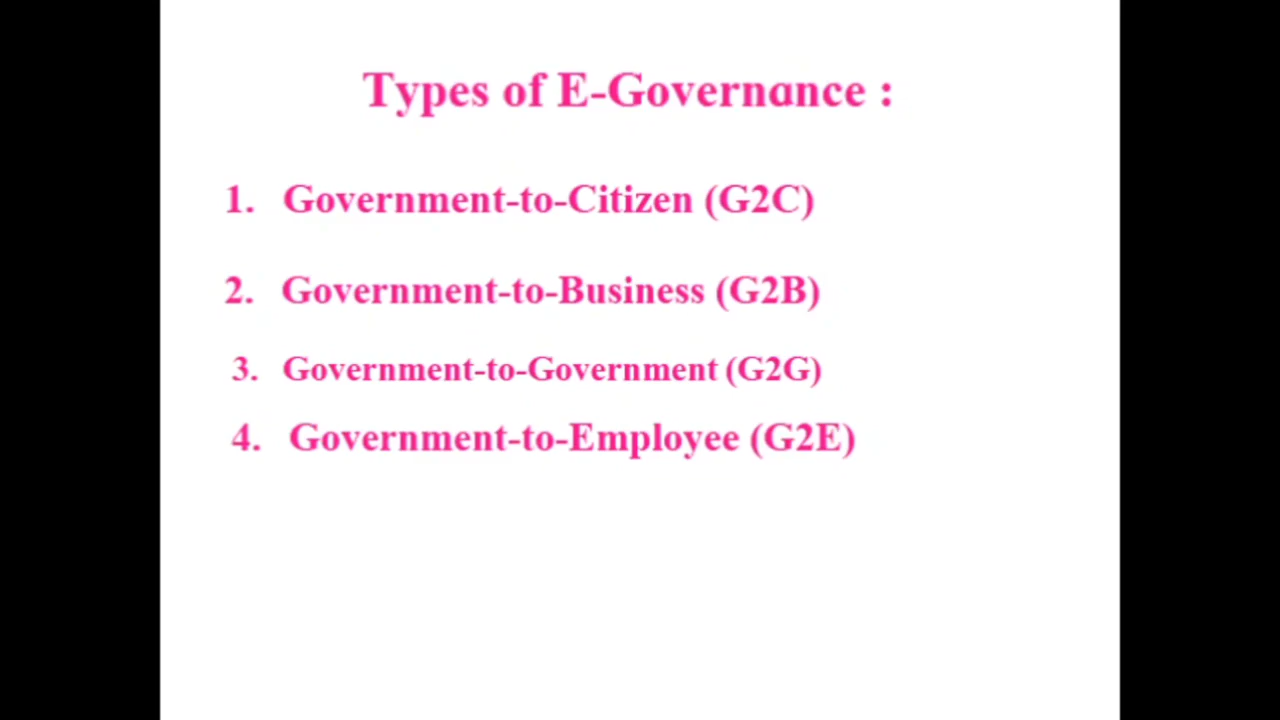 Types of E-Governance :
1. Government-to-Citizen (G2C)
2. Government-to-Business (G2B)
3. Government-to-Government (G2G)
4. Government-to-Employee (G2E)